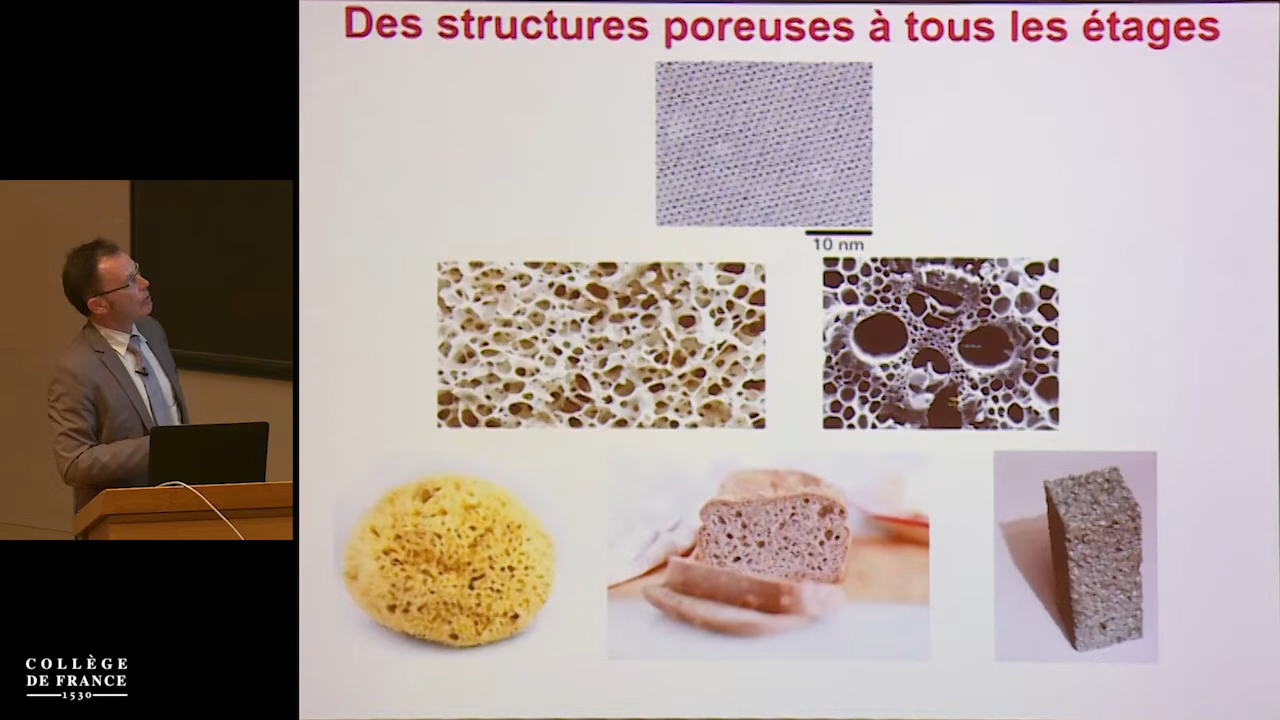 Des structures poreuses à tous les étages
10 nm
COLLÈGE
DE FRANCE
1530